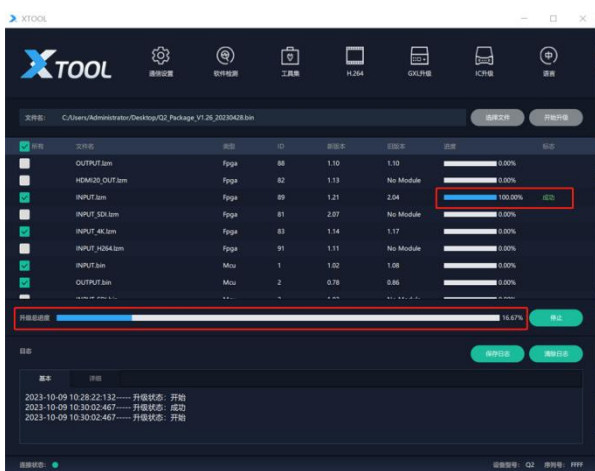 XTOOL
XTOOL
通信设置 软件检测 工具集 H.264 GXL升级 IC升级 中 语言
文件名: C:/Users/Administrator/Desktop/Q2_Package_V1.26_20230428.bin 选择文件 开始升级
所有 文件名 类型 ID 新版本 旧版本 进度 标志
OUTPUT.lzm Fpga 88 1.10 1.10 0.00%
HDMI20_OUT.lzm Fpga 82 1.13 No Module 0.00%
INPUT.lzm Fpga 89 1.21 2.04 100.00% 成功
INPUT_SDI.lzm Fpga 81 2.07 No Module 0.00%
INPUT_4K.lzm Fpga 83 1.14 1.17 0.00%
INPUT_H264.lzm Fpga 91 1.11 No Module 0.00%
INPUT.bin Mcu 1 1.02 1.08 0.00%
OUTPUT.bin Mcu 2 0.78 0.86 0.00%
升级总进度 16.67% 停止
日志 保存日志 清除日志
基本 详细
2023-10-09 10:28:22:132----- 升级状态: 开始
2023-10-09 10:30:02:467----- 升级状态: 成功
2023-10-09 10:30:02:467----- 升级状态: 开始
连接状态: 设备型号: Q2 序列号: FFFF